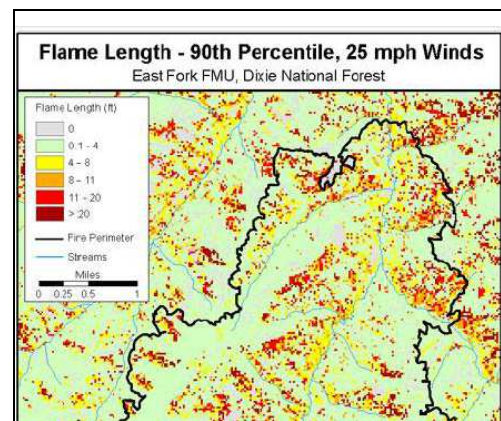 Flame Length - 90th Percentile, 25 mph Winds
East Fork FMU, Dixie National Forest
Flame Length (ft)
0
0.1 - 4
4 - 8
8 - 11
11 - 20
> 20
Fire Perimeter
Streams
Miles
0 0.25 0.5 1